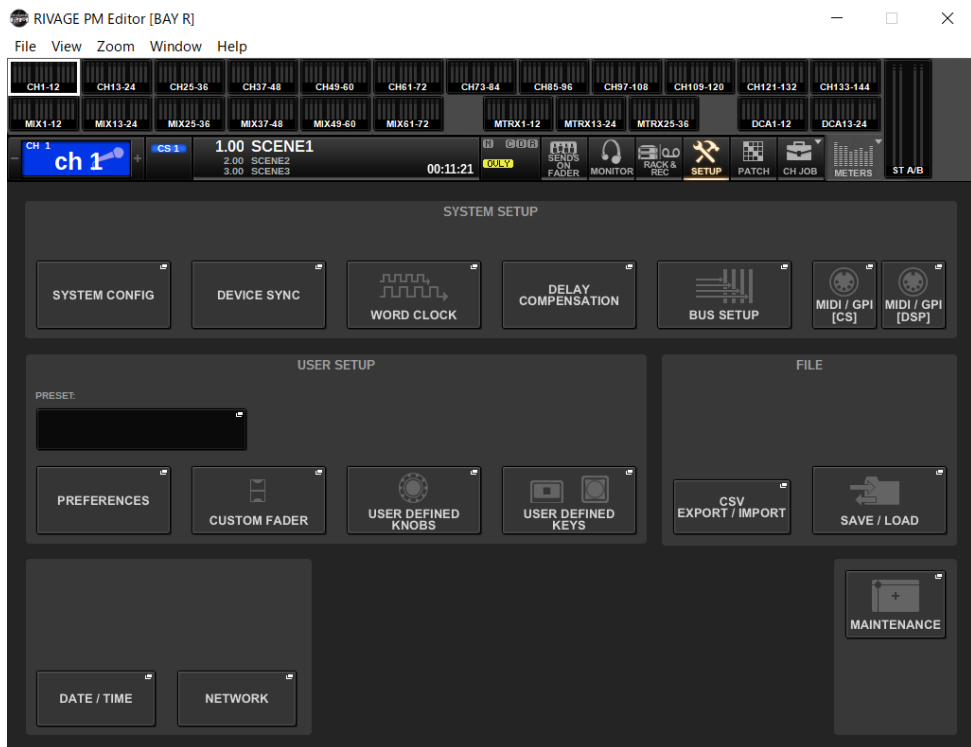 RIVAGE PM Editor [BAY R]
File View Zoom Window Help
CH1-12 CH13-24 CH25-36 CH37-48 CH49-60 CH61-72 CH73-84 CH85-96 CH97-108 CH109-120 CH121-132 CH133-144
MIX1-12 MIX13-24 MIX25-36 MIX37-48 MIX49-60 MIX61-72 MTRX1-12 MTRX13-24 MTRX25-36 DCA1-12 DCA13-24
ST A/B
CH 1
ch 1
CS 1
1.00 SCENE1
2.00 SCENE2
3.00 SCENE3
00:11:21
SENDS
ON
FADER
MONITOR
RACK &
REC
SETUP
PATCH
CH JOB
METERS
SYSTEM SETUP
SYSTEM CONFIG
DEVICE SYNC
WORD CLOCK
DELAY
COMPENSATION
BUS SETUP
MIDI / GPI
[CS]
MIDI / GPI
[DSP]
USER SETUP
PRESET:
PREFERENCES
CUSTOM FADER
USER DEFINED
KNOBS
USER DEFINED
KEYS
FILE
CSV
EXPORT / IMPORT
SAVE / LOAD
DATE / TIME
NETWORK
MAINTENANCE